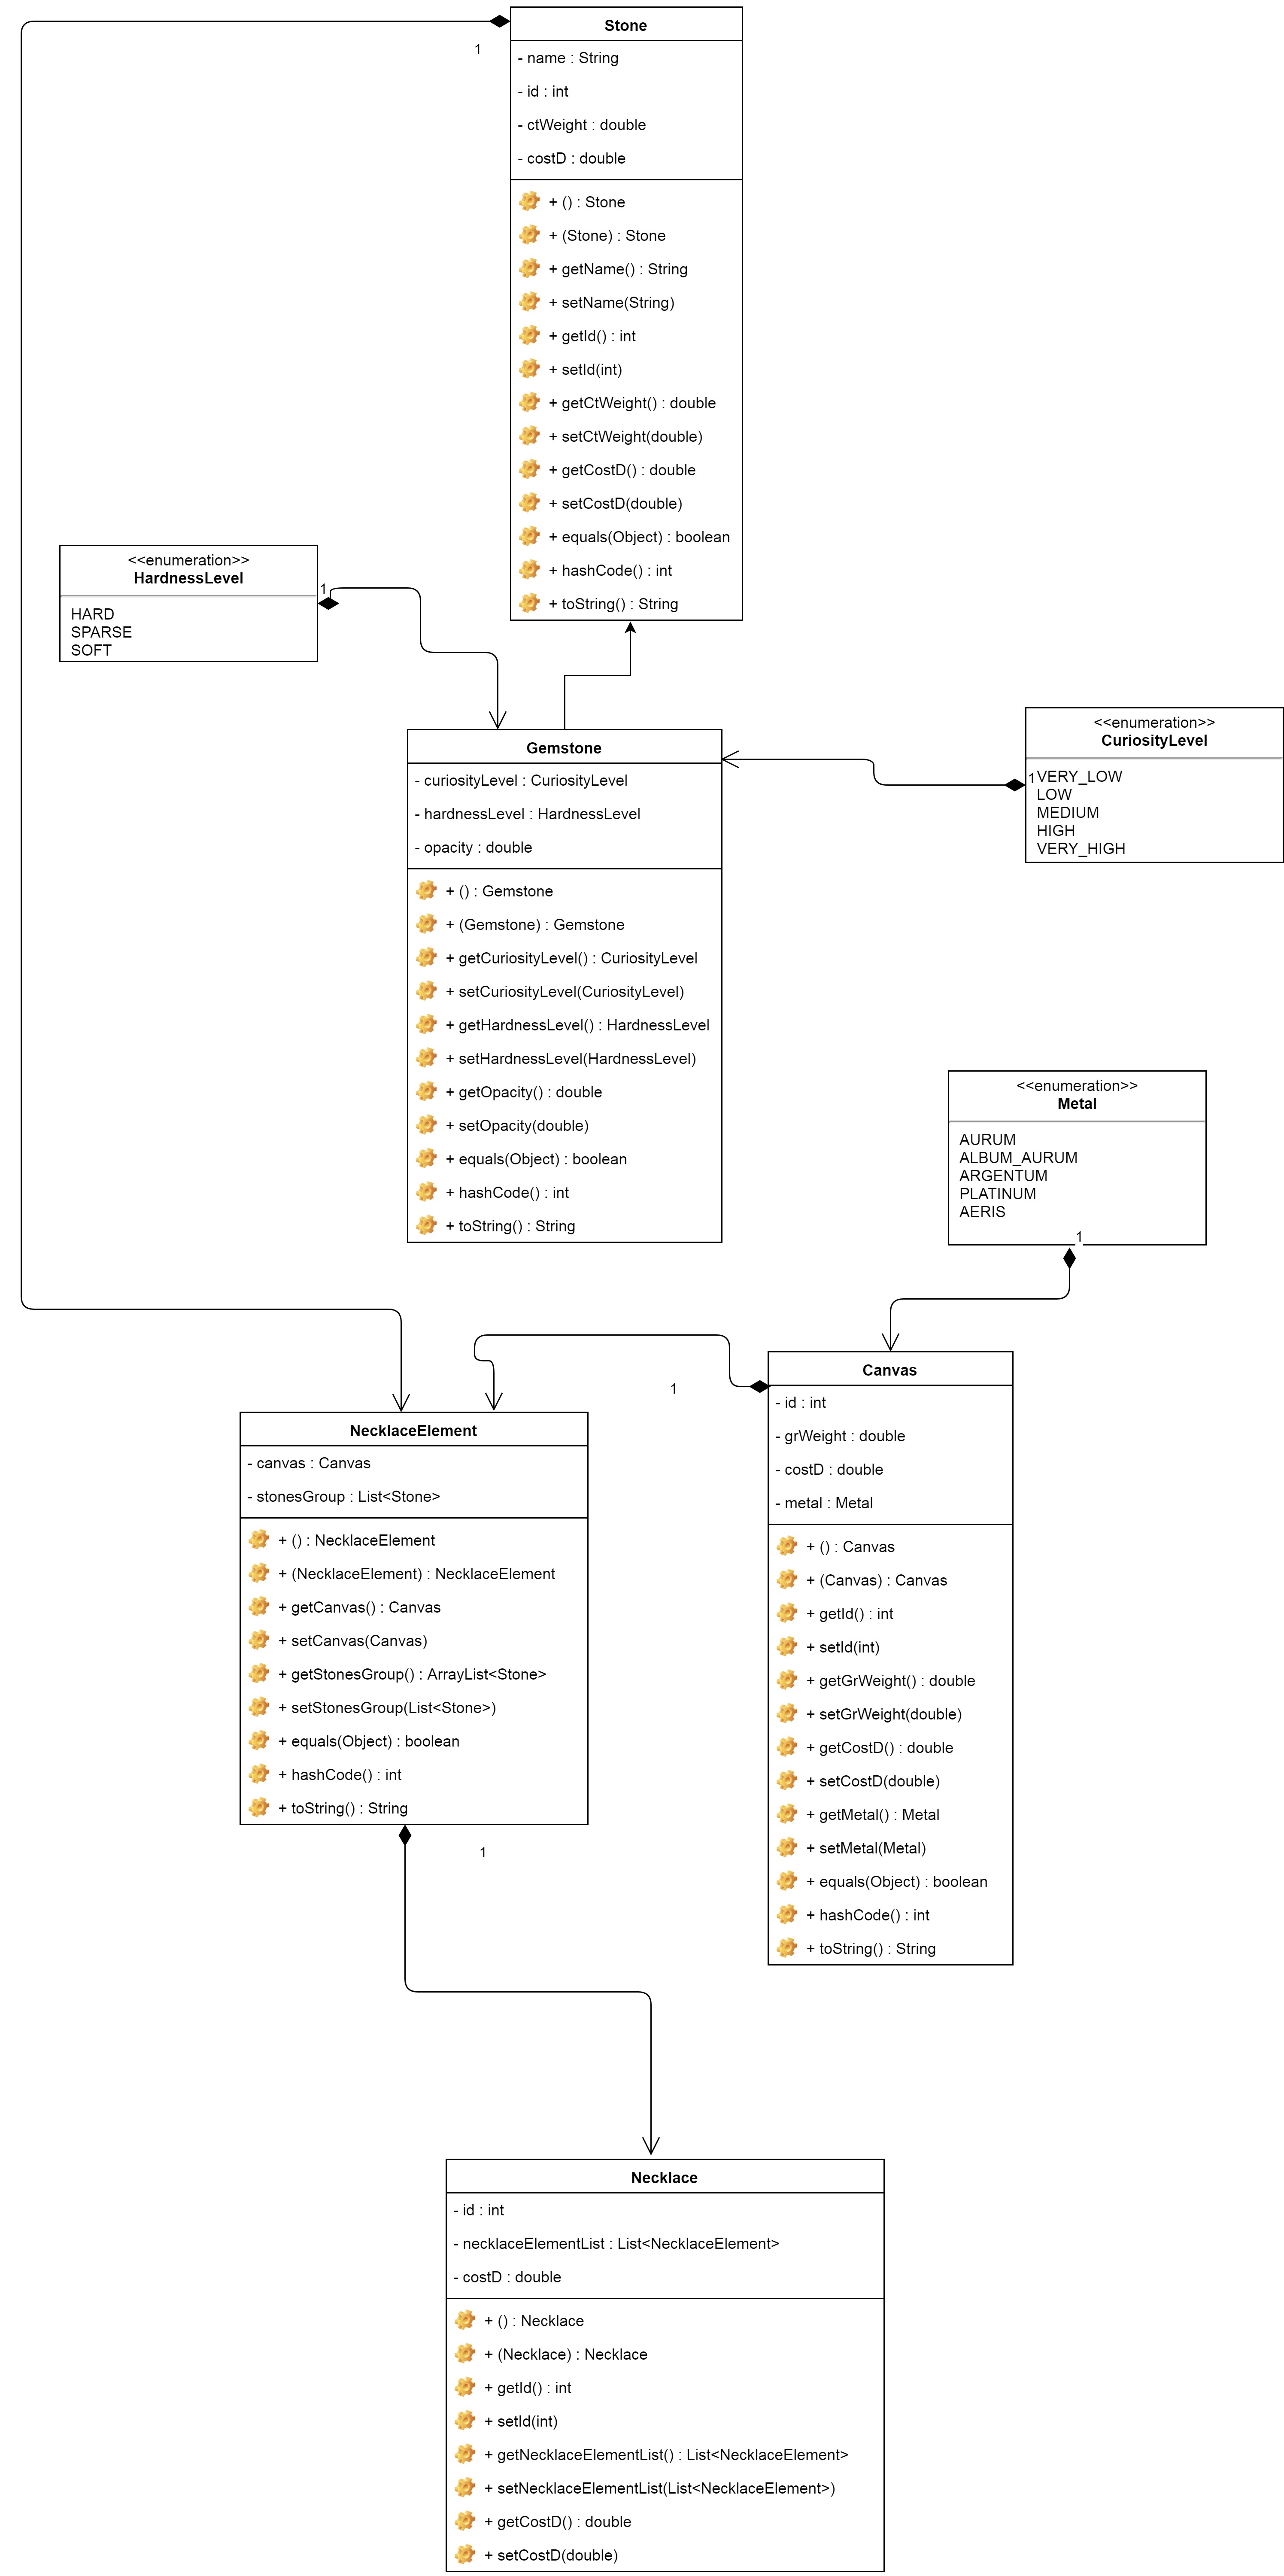 1
Stone
- name : String
- id : int
- ctWeight : double
- costD : double
+ () : Stone
+ (Stone) : Stone
+ getName() : String
+ setName(String)
+ getId() : int
+ setId(int)
+ getCtWeight() : double
+ setCtWeight(double)
+ getCostD() : double
+ setCostD(double)
+ equals(Object) : boolean
+ hashCode() : int
+ toString() : String
<<enumeration>>
HardnessLevel
HARD
SPARSE
SOFT
1
Gemstone
- curiosityLevel : CuriosityLevel
- hardnessLevel : HardnessLevel
- opacity : double
+ () : Gemstone
+ (Gemstone) : Gemstone
+ getCuriosityLevel() : CuriosityLevel
+ setCuriosityLevel(CuriosityLevel)
+ getHardnessLevel() : HardnessLevel
+ setHardnessLevel(HardnessLevel)
+ getOpacity() : double
+ setOpacity(double)
+ equals(Object) : boolean
+ hashCode() : int
+ toString() : String
<<enumeration>>
CuriosityLevel
1
VERY_LOW
LOW
MEDIUM
HIGH
VERY_HIGH
<<enumeration>>
Metal
AURUM
ALBUM_AURUM
ARGENTUM
PLATINUM
AERIS
1
1
Canvas
- id : int
- grWeight : double
- costD : double
- metal : Metal
+ () : Canvas
+ (Canvas) : Canvas
+ getId() : int
+ setId(int)
+ getGrWeight() : double
+ setGrWeight(double)
+ getCostD() : double
+ setCostD(double)
+ getMetal() : Metal
+ setMetal(Metal)
+ equals(Object) : boolean
+ hashCode() : int
+ toString() : String
NecklaceElement
- canvas : Canvas
- stonesGroup : List<Stone>
+ () : NecklaceElement
+ (NecklaceElement) : NecklaceElement
+ getCanvas() : Canvas
+ setCanvas(Canvas)
+ getStonesGroup() : ArrayList<Stone>
+ setStonesGroup(List<Stone>)
+ equals(Object) : boolean
+ hashCode() : int
+ toString() : String
1
Necklace
- id : int
- necklaceElementList : List<NecklaceElement>
- costD : double
+ () : Necklace
+ (Necklace) : Necklace
+ getId() : int
+ setId(int)
+ getNecklaceElementList() : List<NecklaceElement>
+ setNecklaceElementList(List<NecklaceElement>)
+ getCostD() : double
+ setCostD(double)